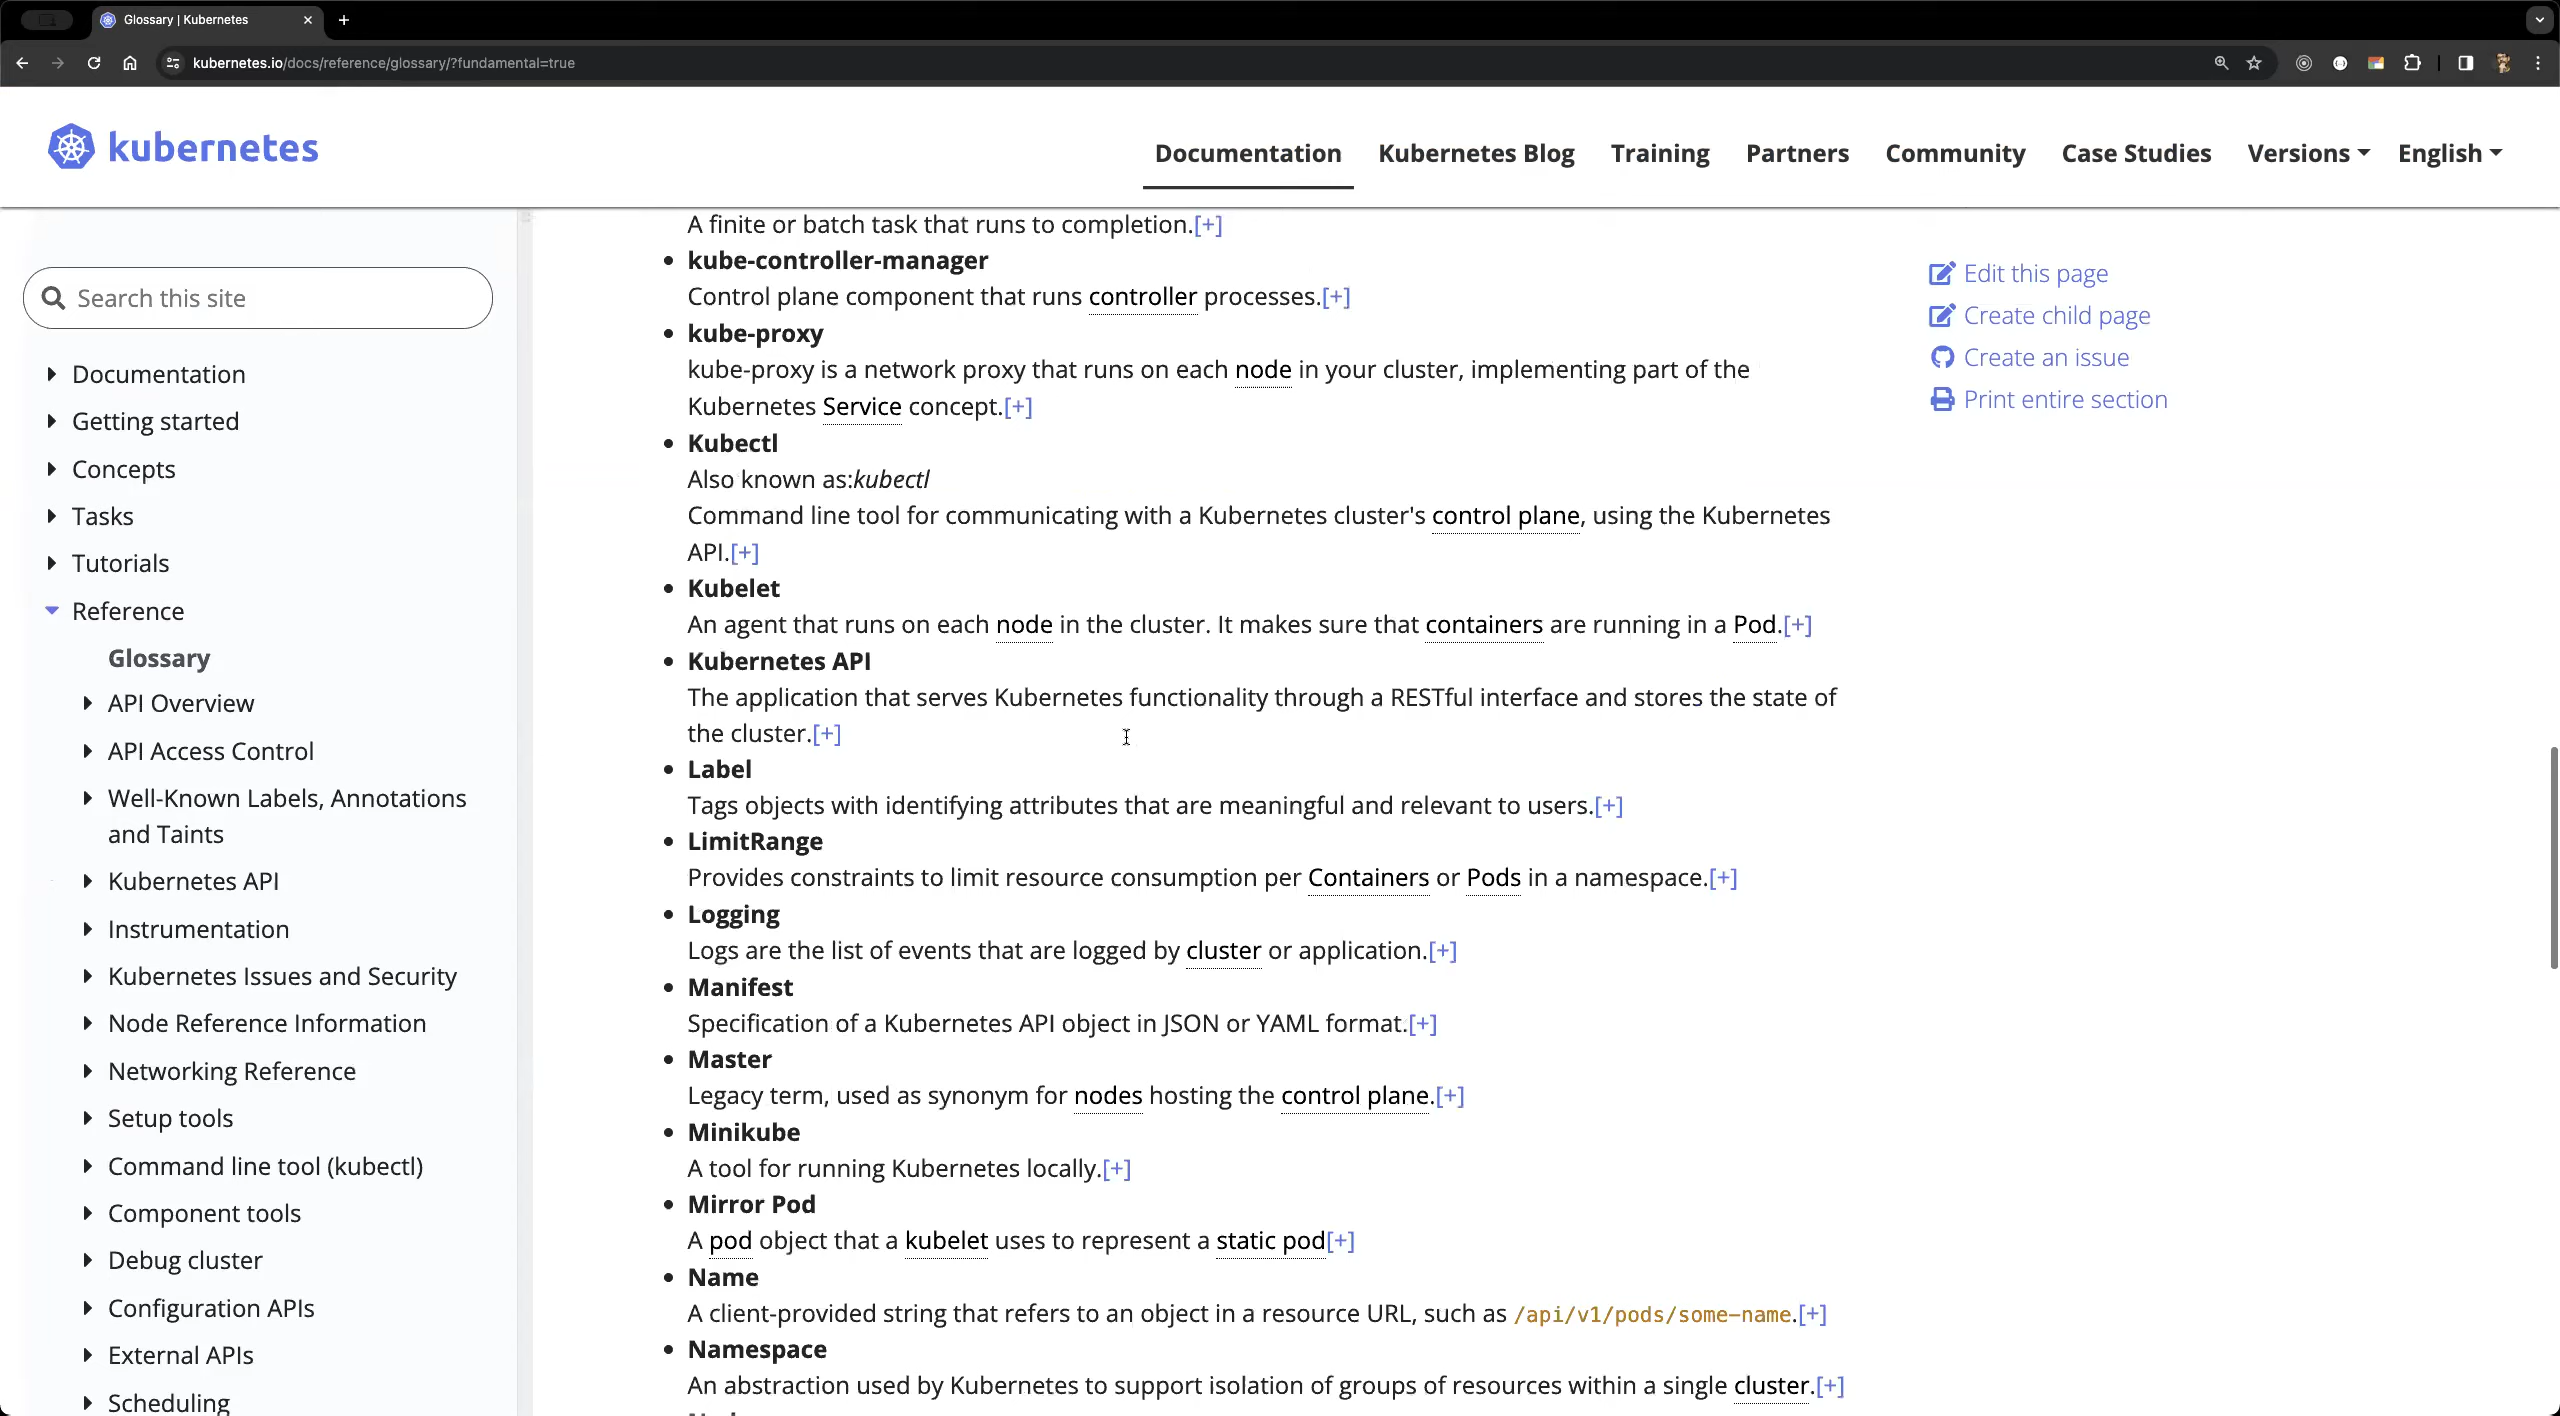 Glossary | Kubernetes
kubernetes.io/docs/reference/glossary/?fundamental=true
kubernetes
Documentation Kubernetes Blog Training Partners Community Case Studies Versions English
Search this site
Documentation
Getting started
Concepts
Tasks
Tutorials
Reference
Glossary
API Overview
API Access Control
Well-Known Labels, Annotations
and Taints
Kubernetes API
Instrumentation
Kubernetes Issues and Security
Node Reference Information
Networking Reference
Setup tools
Command line tool (kubectl)
Component tools
Debug cluster
Configuration APIs
External APIs
Scheduling
A finite or batch task that runs to completion.[+]
• kube-controller-manager
Control plane component that runs controller processes.[+]
• kube-proxy
kube-proxy is a network proxy that runs on each node in your cluster, implementing part of the
Kubernetes Service concept.[+]
• Kubectl
Also known as:kubectl
Command line tool for communicating with a Kubernetes cluster's control plane, using the Kubernetes
API.[+]
• Kubelet
An agent that runs on each node in the cluster. It makes sure that containers are running in a Pod.[+]
• Kubernetes API
The application that serves Kubernetes functionality through a RESTful interface and stores the state of
the cluster.[+]
• Label
Tags objects with identifying attributes that are meaningful and relevant to users.[+]
• LimitRange
Provides constraints to limit resource consumption per Containers or Pods in a namespace.[+]
• Logging
Logs are the list of events that are logged by cluster or application.[+]
• Manifest
Specification of a Kubernetes API object in JSON or YAML format.[+]
• Master
Legacy term, used as synonym for nodes hosting the control plane.[+]
• Minikube
A tool for running Kubernetes locally.[+]
• Mirror Pod
A pod object that a kubelet uses to represent a static pod[+]
• Name
A client-provided string that refers to an object in a resource URL, such as /api/v1/pods/some-name.[+]
• Namespace
An abstraction used by Kubernetes to support isolation of groups of resources within a single cluster.[+]
Edit this page
Create child page
Create an issue
Print entire section